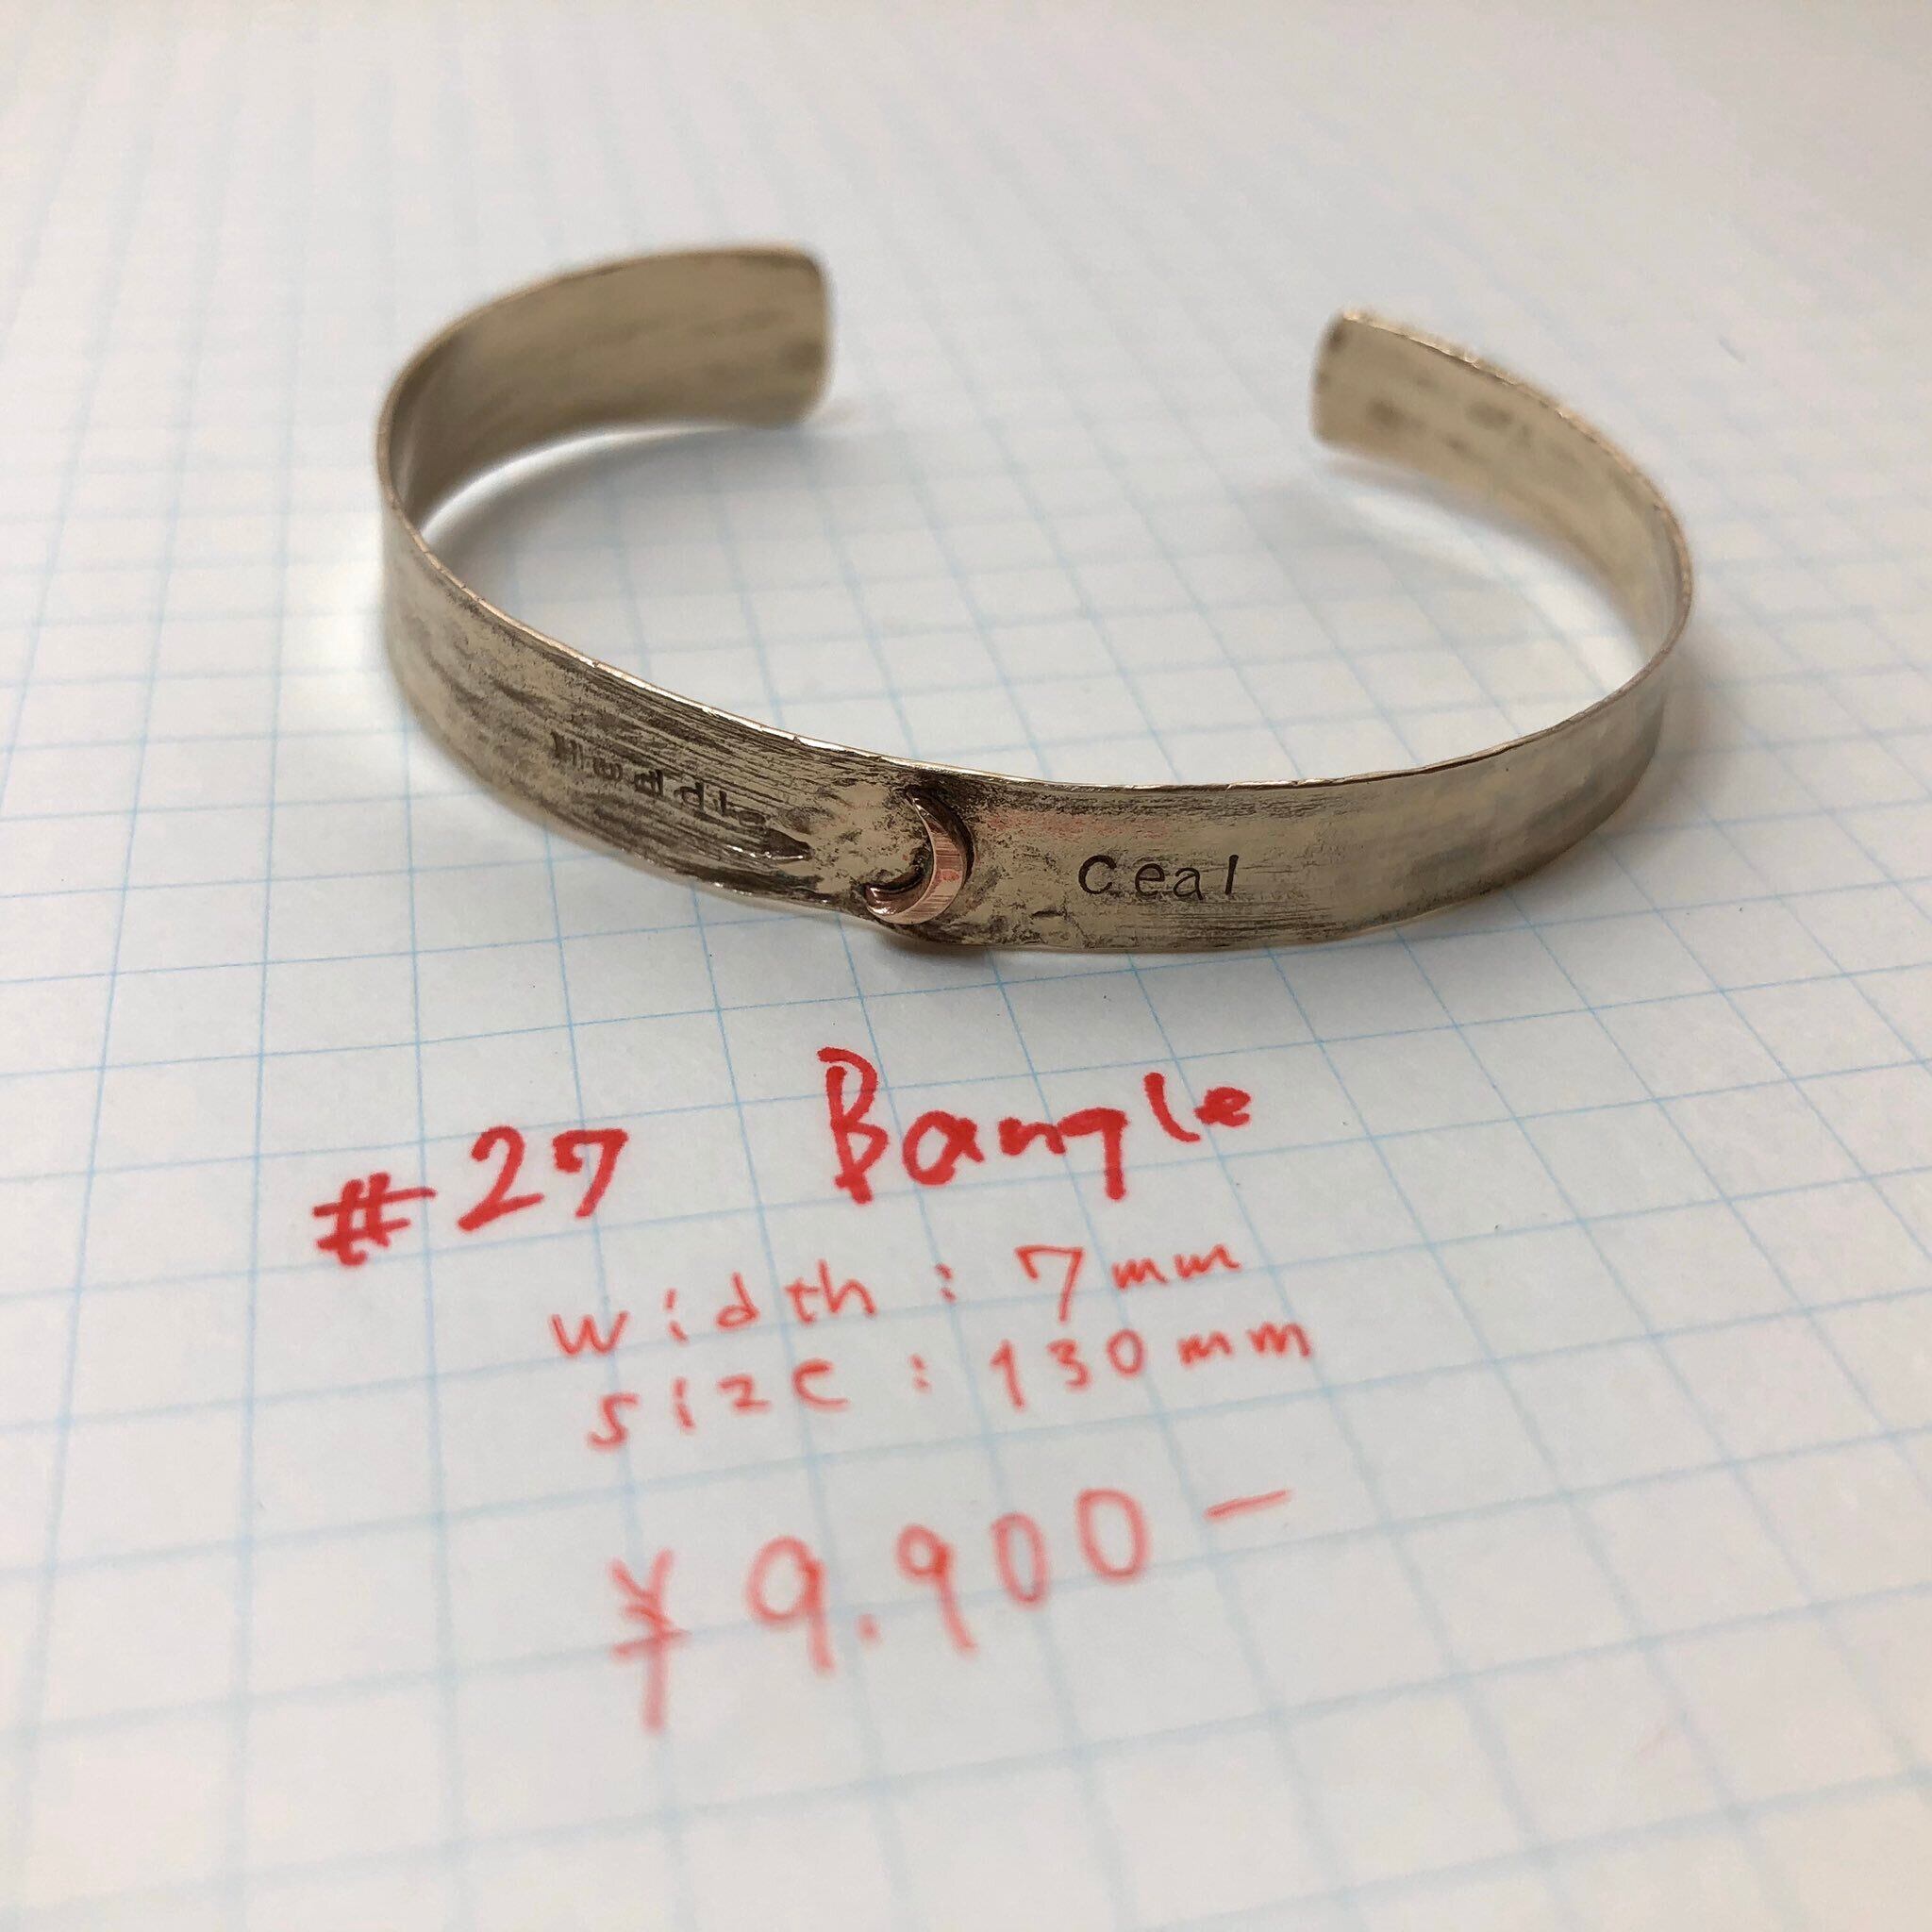 Ceal
#27 Bangle
width : 7mm
size : 130mm
¥9.900-